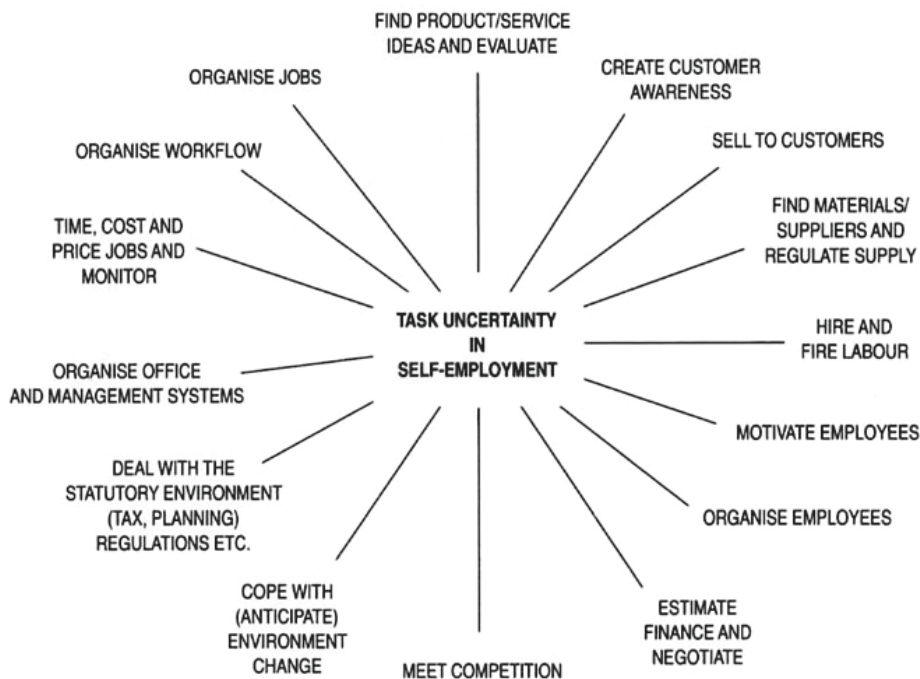 FIND PRODUCT/SERVICE
IDEAS AND EVALUATE
CREATE CUSTOMER
AWARENESS
SELL TO CUSTOMERS
FIND MATERIALS/
SUPPLIERS AND
REGULATE SUPPLY
HIRE AND
FIRE LABOUR
MOTIVATE EMPLOYEES
ORGANISE EMPLOYEES
ESTIMATE
FINANCE AND
NEGOTIATE
MEET COMPETITION
COPE WITH
(ANTICIPATE)
ENVIRONMENT
CHANGE
DEAL WITH THE
STATUTORY ENVIRONMENT
(TAX, PLANNING)
REGULATIONS ETC.
ORGANISE OFFICE
AND MANAGEMENT SYSTEMS
TIME, COST AND
PRICE JOBS AND
MONITOR
ORGANISE WORKFLOW
ORGANISE JOBS
TASK UNCERTAINTY
IN
SELF-EMPLOYMENT